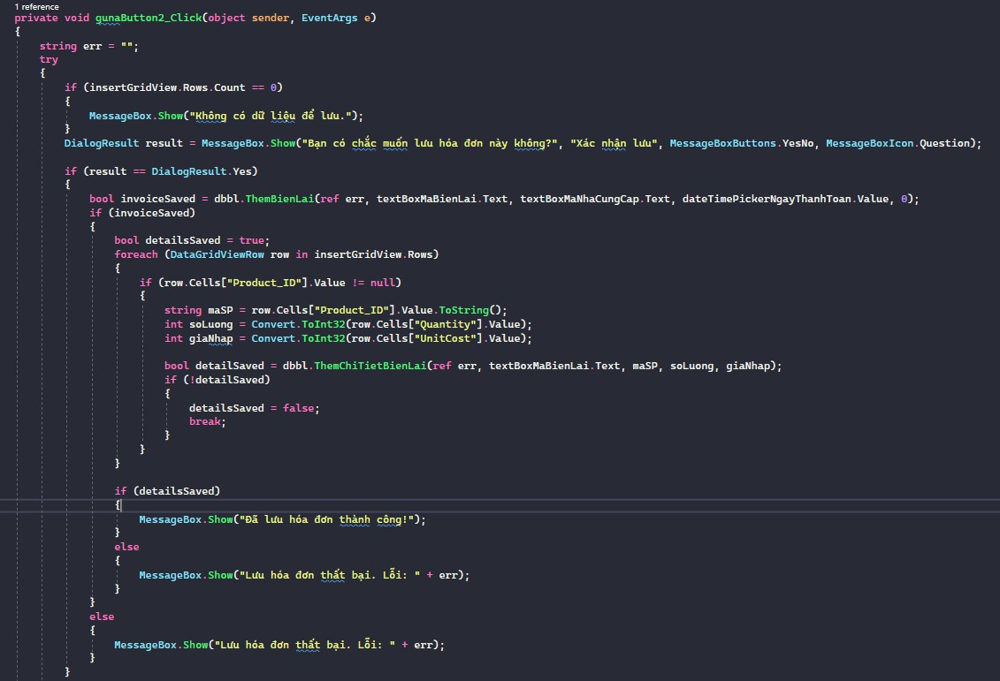 1 reference
private void gunaButton2_Click(object sender, EventArgs e)
{
string err = "";
try
{
if (insertGridView.Rows.Count == 0)
{
MessageBox.Show("Không có dữ liệu để lưu.");
}
DialogResult result = MessageBox.Show("Bạn có chắc muốn lưu hóa đơn này không?", "Xác nhận lưu", MessageBoxButtons.YesNo, MessageBoxIcon.Question);
if (result == DialogResult.Yes)
{
bool invoiceSaved = dbbl.ThemBienLai(ref err, textBoxMaBienLai.Text, textBoxMaNhaCungCap.Text, dateTimePickerNgayThanhToan.Value, 0);
if (invoiceSaved)
{
bool detailsSaved = true;
foreach (DataGridViewRow row in insertGridView.Rows)
{
if (row.Cells["Product_ID"].Value != null)
{
string maSP = row.Cells["Product_ID"].Value.ToString();
int soLuong = Convert.ToInt32(row.Cells["Quantity"].Value);
int giaNhap = Convert.ToInt32(row.Cells["UnitCost"].Value);
bool detailSaved = dbbl.ThemChiTietBienLai(ref err, textBoxMaBienLai.Text, maSP, soLuong, giaNhap);
if (!detailSaved)
{
detailsSaved = false;
break;
}
}
}
if (detailsSaved)
{
MessageBox.Show("Đã lưu hóa đơn thành công!");
}
else
{
MessageBox.Show("Lưu hóa đơn thất bại. Lỗi: " + err);
}
}
else
{
MessageBox.Show("Lưu hóa đơn thất bại. Lỗi: " + err);
}
}